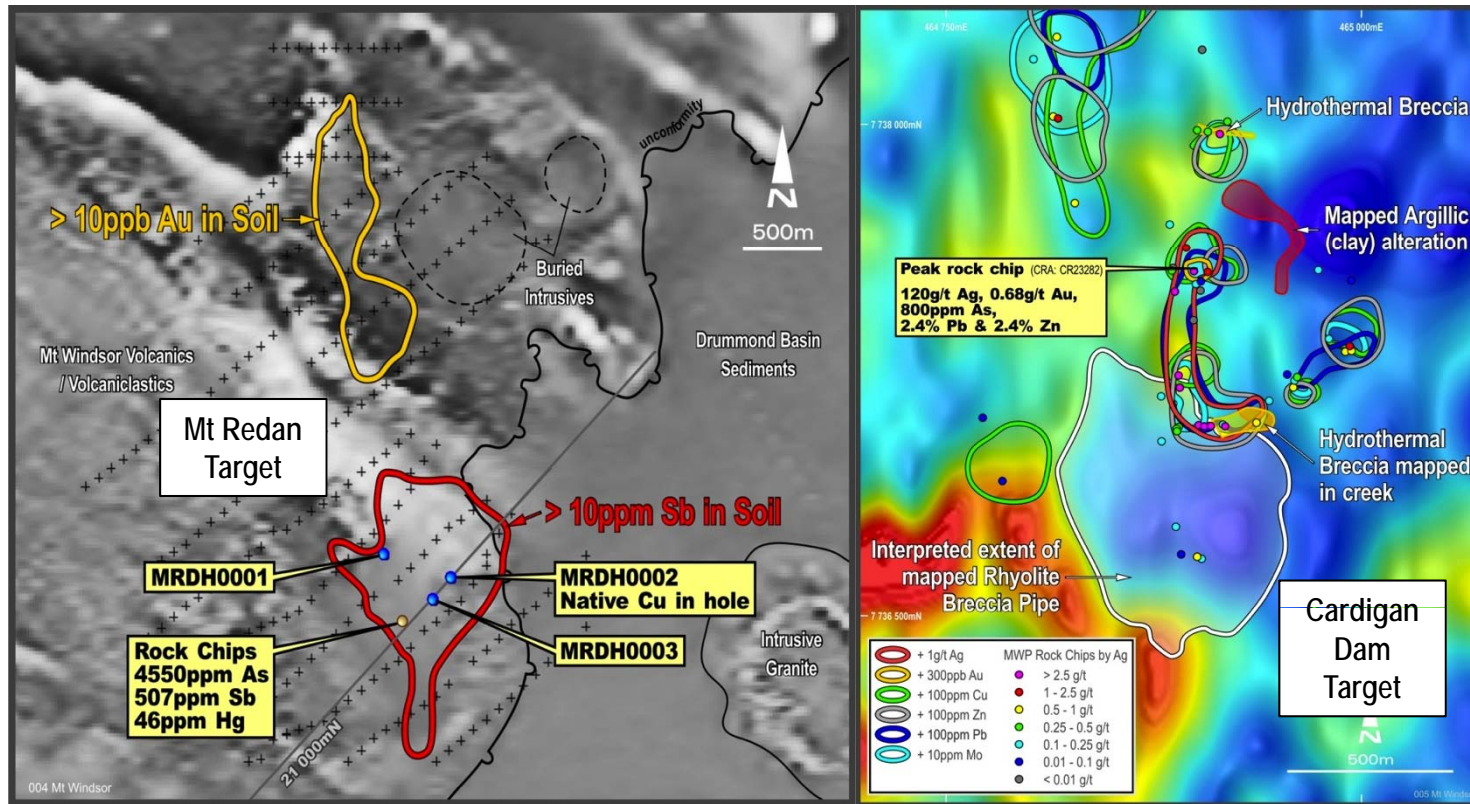 unconformity
N
500m
> 10ppb Au in Soil
Buried
Intrusives
Mt Windsor Volcanics
/ Volcaniclastics
Drummond Basin
Sediments
Mt Redan
Target
> 10ppm Sb in Soil
MRDH0001
MRDH0002
Native Cu in hole
MRDH0003
Rock Chips
4550ppm As
507ppm Sb
46ppm Hg
Intrusive
Granite
21 000mN
004 Mt Windsor
464 750mE
465 000mE
7 738 000mN
Hydrothermal Breccia
Mapped Argillic
(clay) alteration
Peak rock chip (CRA: CR23282)
120g/t Ag, 0.68g/t Au,
800ppm As,
2.4% Pb & 2.4% Zn
Hydrothermal
Breccia mapped
in creek
Interpreted extent of
mapped Rhyolite
Breccia Pipe
7 736 500mN
Cardigan
Dam
Target
+ 1g/t Ag
+ 300ppb Au
+ 100ppm Cu
+ 100ppm Zn
+ 100ppm Pb
+ 10ppm Mo
MWP Rock Chips by Ag
> 2.5 g/t
1 - 2.5 g/t
0.5 - 1 g/t
0.25 - 0.5 g/t
0.1 - 0.25 g/t
0.01 - 0.1 g/t
< 0.01 g/t
500m